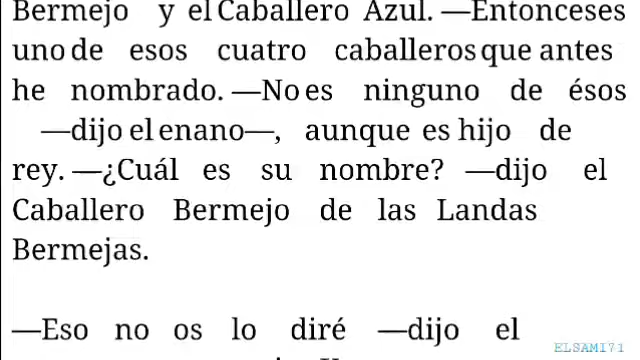 Bermejo y el Caballero Azul. —Entonceses
uno de esos cuatro caballeros que antes
he nombrado. —No es ninguno de ésos
—dijo el enano—, aunque es hijo de
rey. —¿Cuál es su nombre? —dijo el
Caballero Bermejo de las Landas
Bermejas.
—Eso no os lo diré —dijo el
ELSAMI71